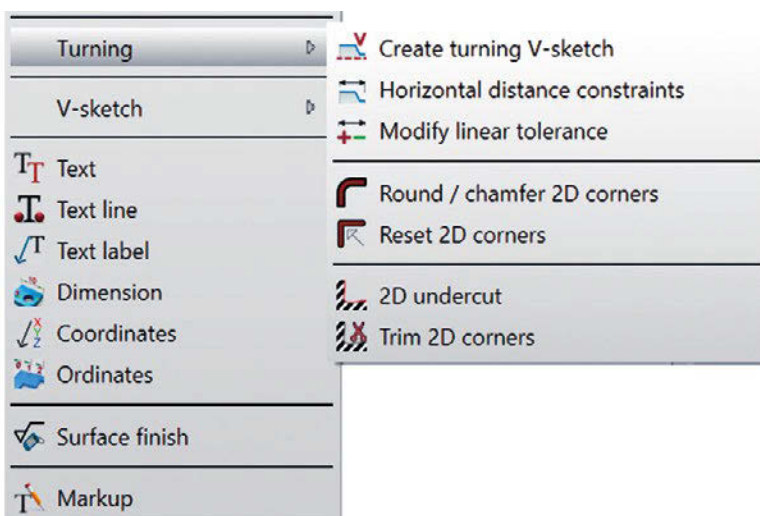 Turning
V-sketch
Text
Text line
Text label
Dimension
Coordinates
Ordinates
Surface finish
Markup
Create turning V-sketch
Horizontal distance constraints
Modify linear tolerance
Round / chamfer 2D corners
Reset 2D corners
2D undercut
Trim 2D corners